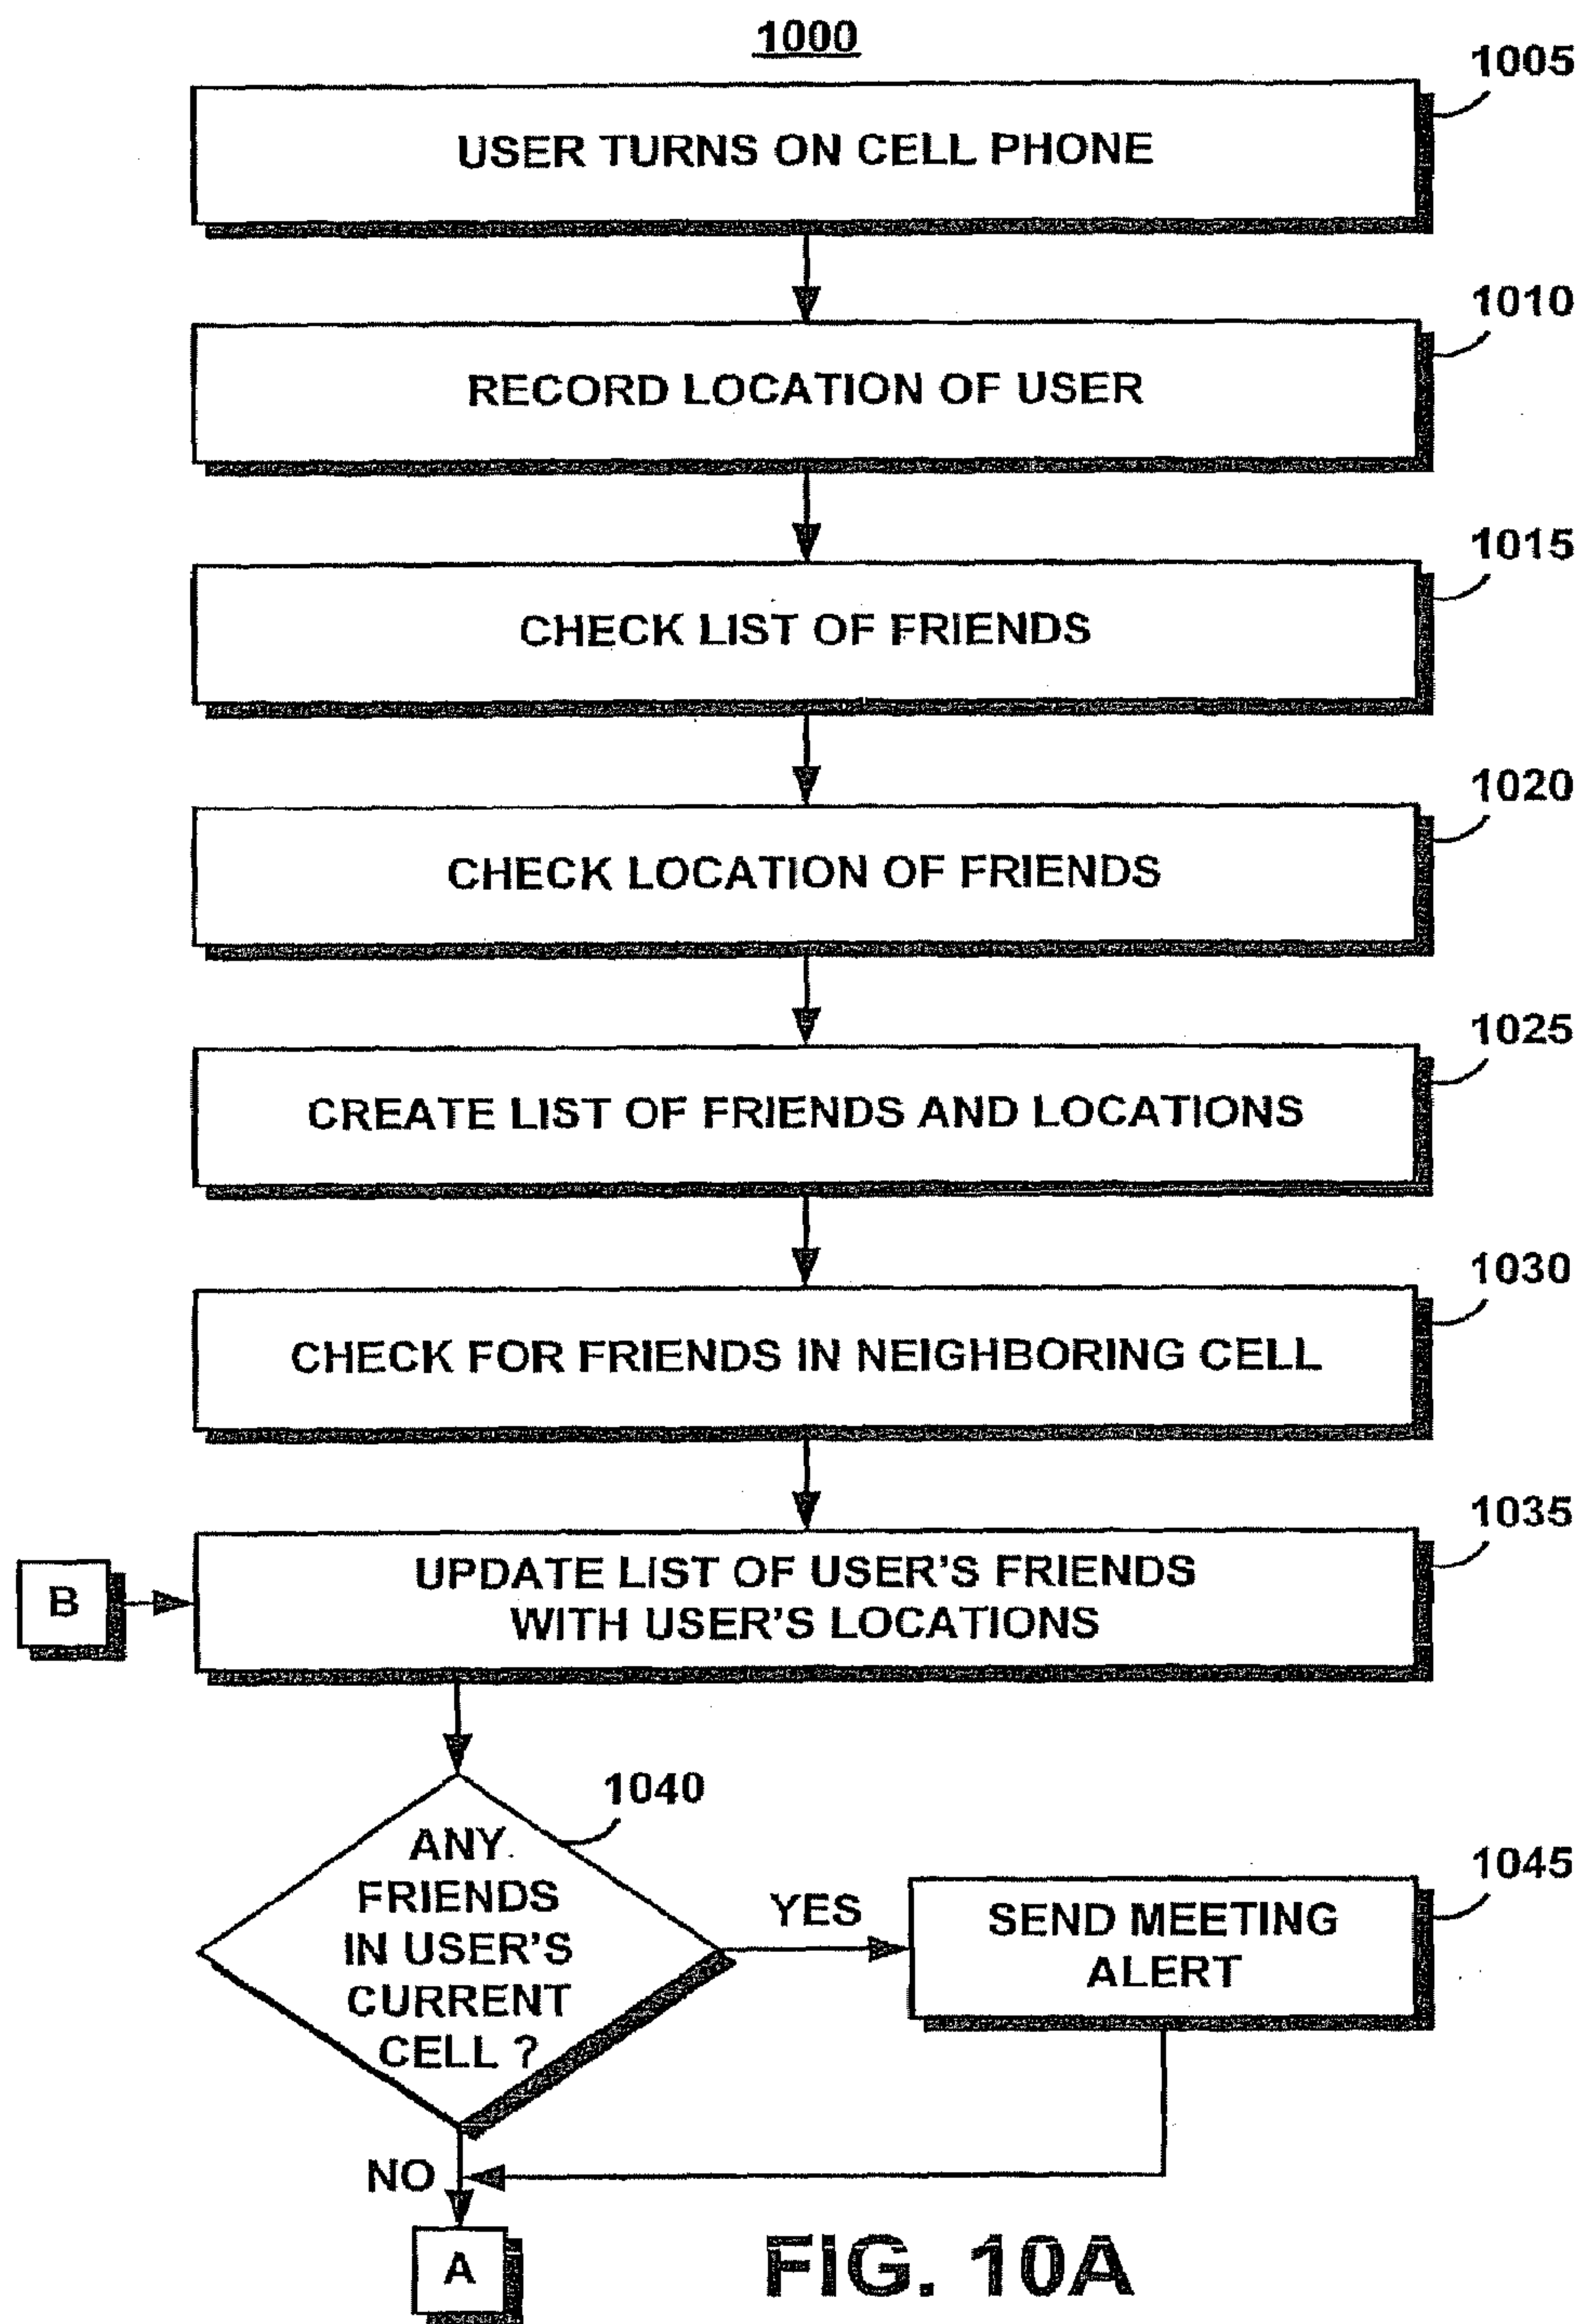 1000
1005
USER TURNS ON CELL PHONE
1010
RECORD LOCATION OF USER
1015
CHECK LIST OF FRIENDS
1020
CHECK LOCATION OF FRIENDS
1025
CREATE LIST OF FRIENDS AND LOCATIONS
1030
CHECK FOR FRIENDS IN NEIGHBORING CELL
1035
B
UPDATE LIST OF USER'S FRIENDS
WITH USER'S LOCATIONS
1040
ANY
FRIENDS
IN USER'S
CURRENT
CELL ?
YES
1045
SEND MEETING
ALERT
NO
A
FIG. 10A